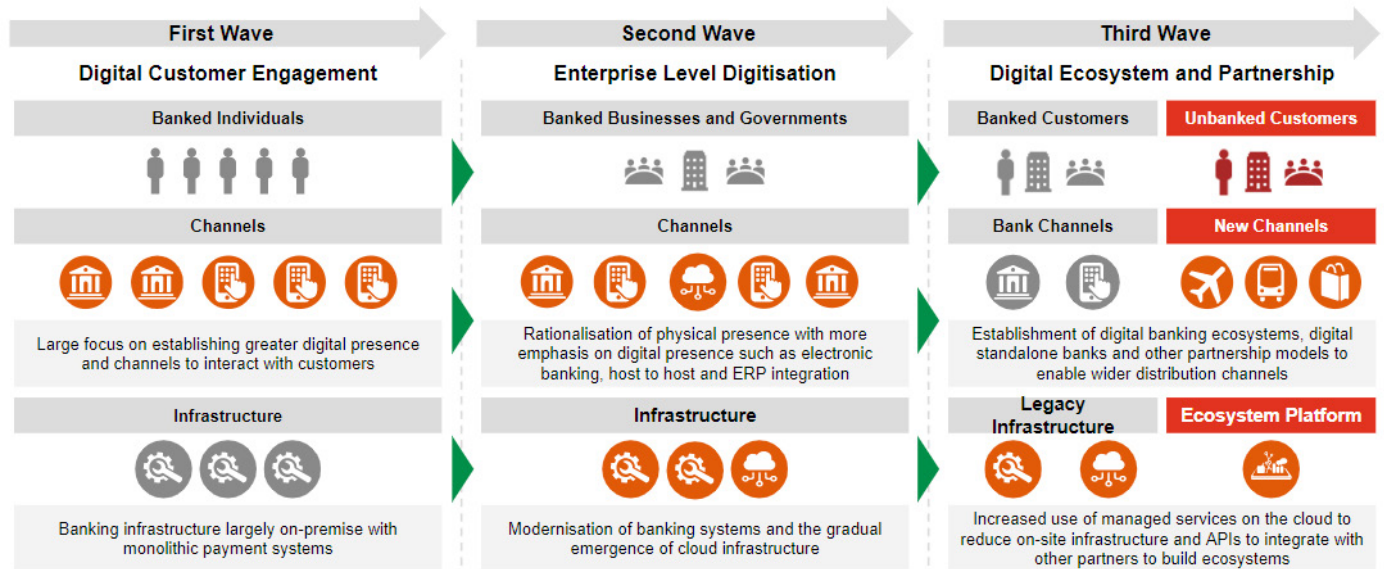 First Wave
Second Wave
Third Wave
Digital Customer Engagement
Enterprise Level Digitisation
Digital Ecosystem and Partnership
Banked Individuals
Banked Businesses and Governments
Banked Customers
Unbanked Customers
Channels
Channels
Bank Channels
New Channels
Large focus on establishing greater digital presence
and channels to interact with customers
Rationalisation of physical presence with more
emphasis on digital presence such as electronic
banking, host to host and ERP integration
Establishment of digital banking ecosystems, digital
standalone banks and other partnership models to
enable wider distribution channels
Infrastructure
Infrastructure
Legacy
Infrastructure
Ecosystem Platform
Banking infrastructure largely on-premise with
monolithic payment systems
Modernisation of banking systems and the gradual
emergence of cloud infrastructure
Increased use of managed services on the cloud to
reduce on-site infrastructure and APIs to integrate with
other partners to build ecosystems